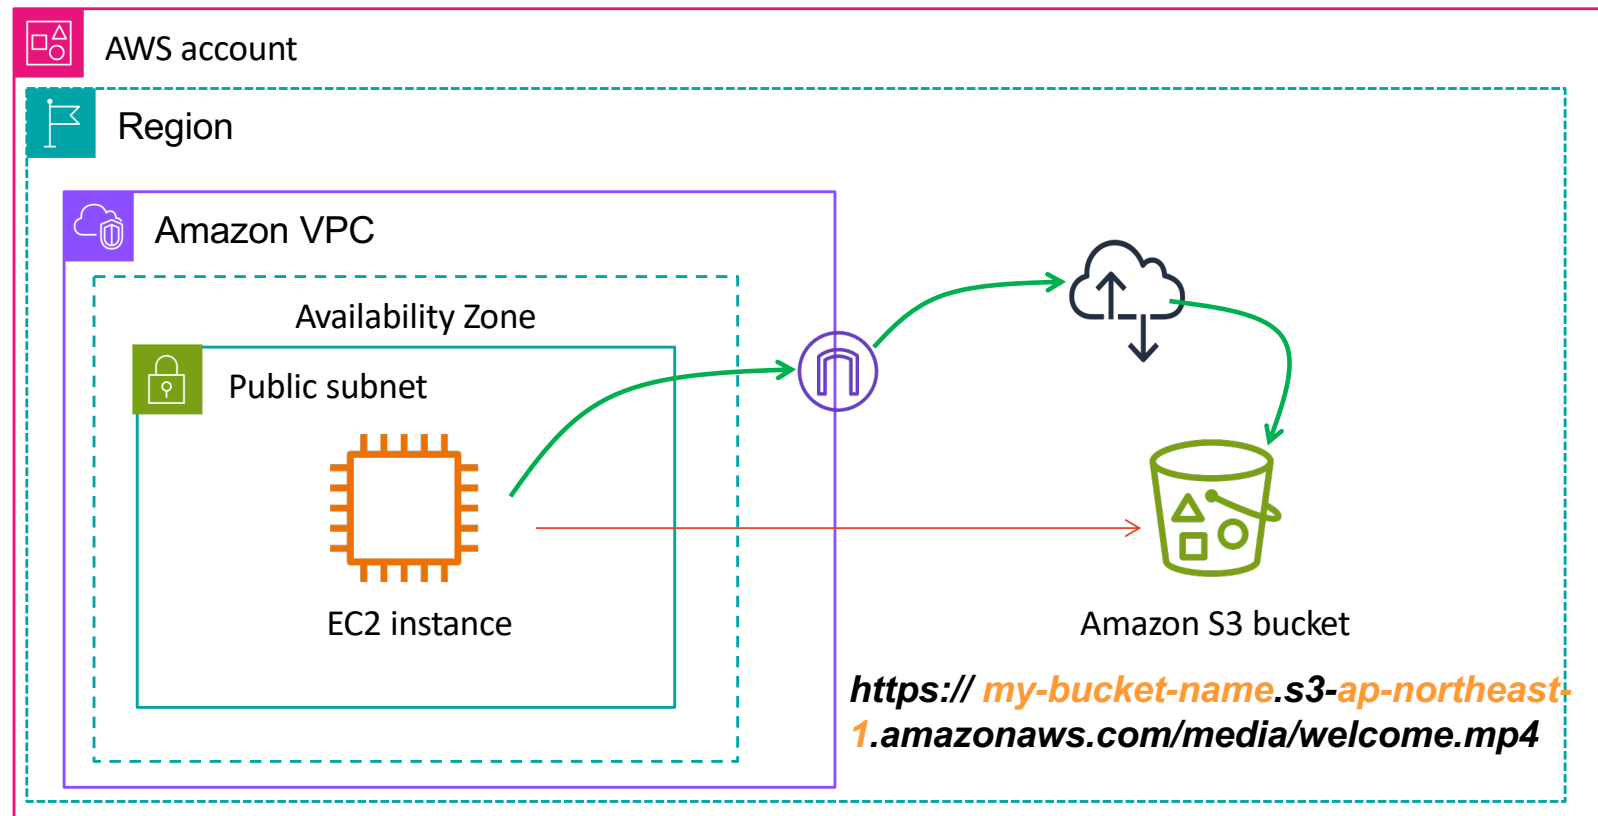 AWS account
Region
Amazon VPC
Availability Zone
Public subnet
EC2 instance
Amazon S3 bucket
https:// my-bucket-name.s3-ap-northeast-
1.amazonaws.com/media/welcome.mp4